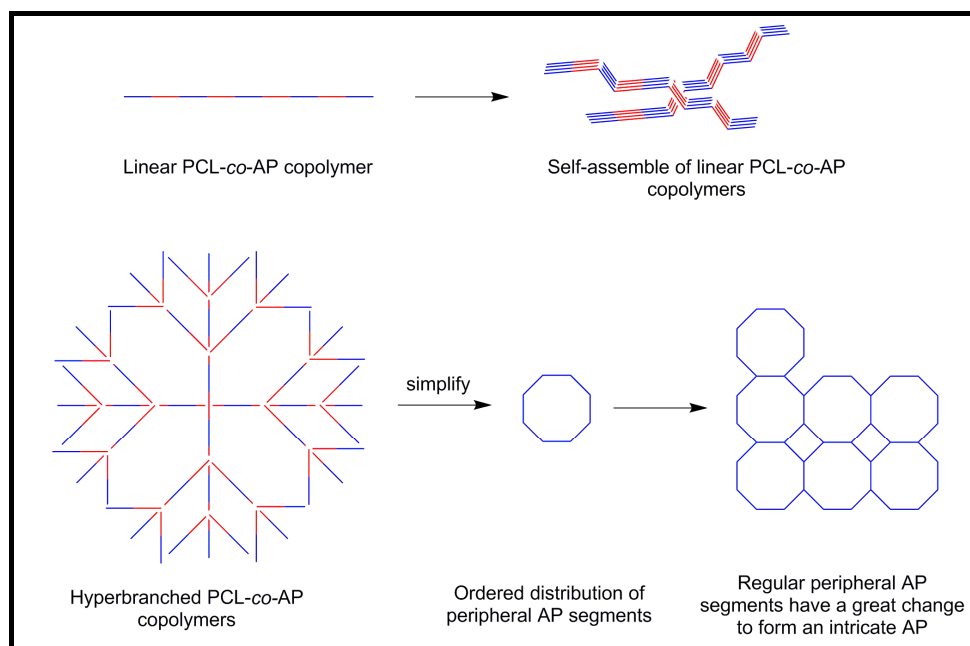 Linear PCL-co-AP copolymer
Self-assemble of linear PCL-co-AP
copolymers
simplify
Hyperbranched PCL-co-AP
copolymers
Ordered distribution of
peripheral AP segments
Regular peripheral AP
segments have a great change
to form an intricate AP